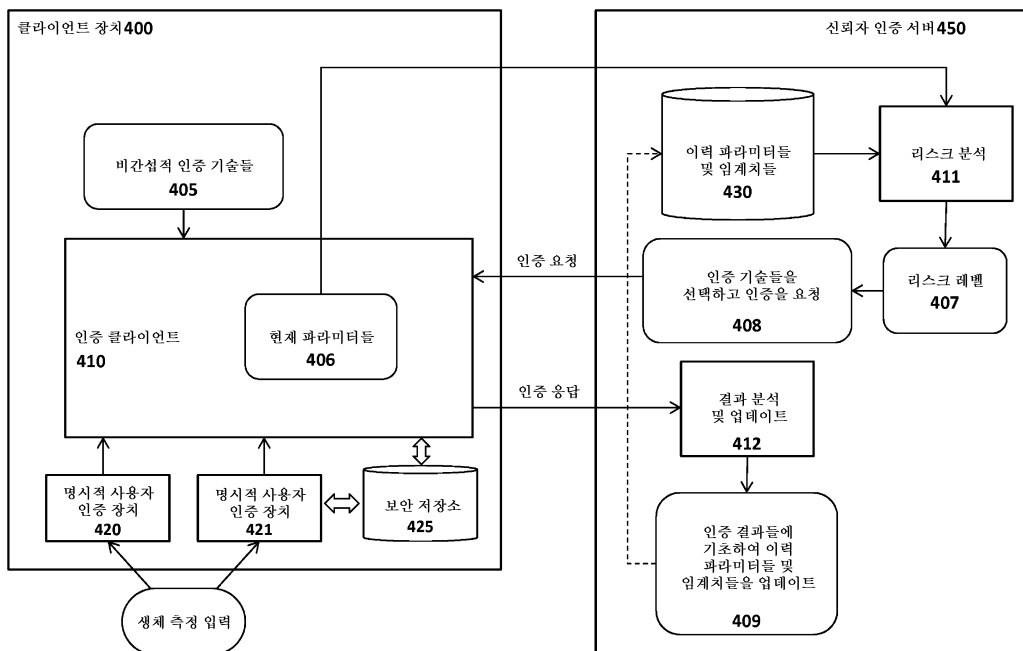 클라이언트 장치400
신뢰자 인증 서버450
비간섭적 인증 기술들
405
이력 파라미터들
및 임계치들
430
리스크 분석
411
인증 클라이언트
410
현재 파라미터들
406
인증 요청
인증 기술들을
선택하고 인증을 요청
408
리스크 레벨
407
인증 응답
결과 분석
및 업데이트
412
명시적 사용자
인증 장치
420
명시적 사용자
인증 장치
421
보안 저장소
425
인증 결과들에
기초하여 이력
파라미터들 및
임계치들을 업데이트
409
생체 측정 입력